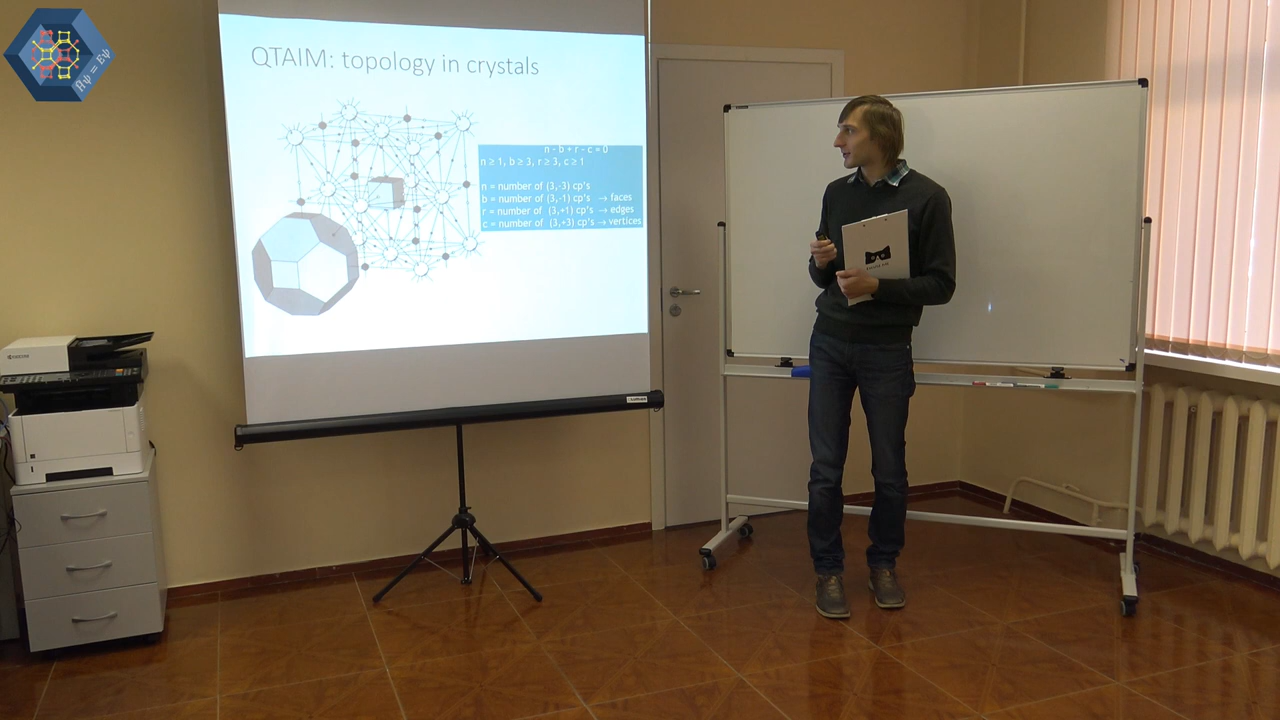 Ĥψ = Eψ
QTAIM: topology in crystals
n - b + r - c = 0
n ≥ 1, b ≥ 3, r ≥ 3, c ≥ 1
n = number of (3,-3) cp's
b = number of (3,-1) cp's → faces
r = number of (3,+1) cp's → edges
c = number of (3,+3) cp's → vertices
KYOCERA